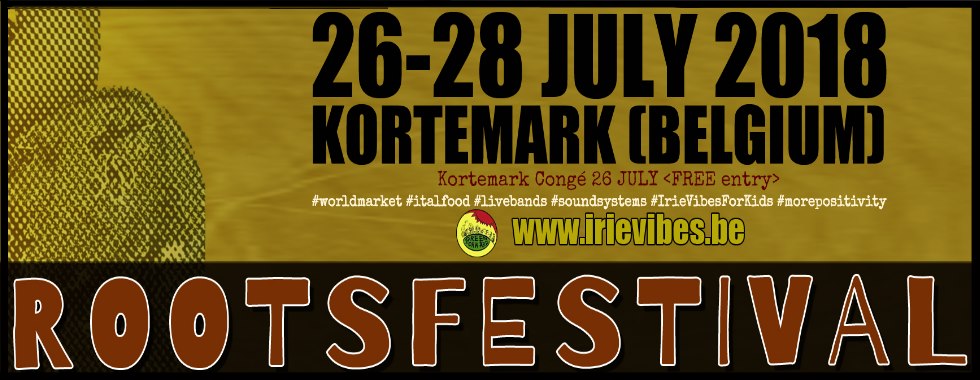 26-28 JULY 2018
KORTEMARK (BELGIUM)
Kortemark Congé 26 JULY <FREE entry>
#worldmarket #italfood #livebands #soundsystems #IrieVibesForKids #morepositivity
www.irievibes.be
ROOTSFESTIVAL